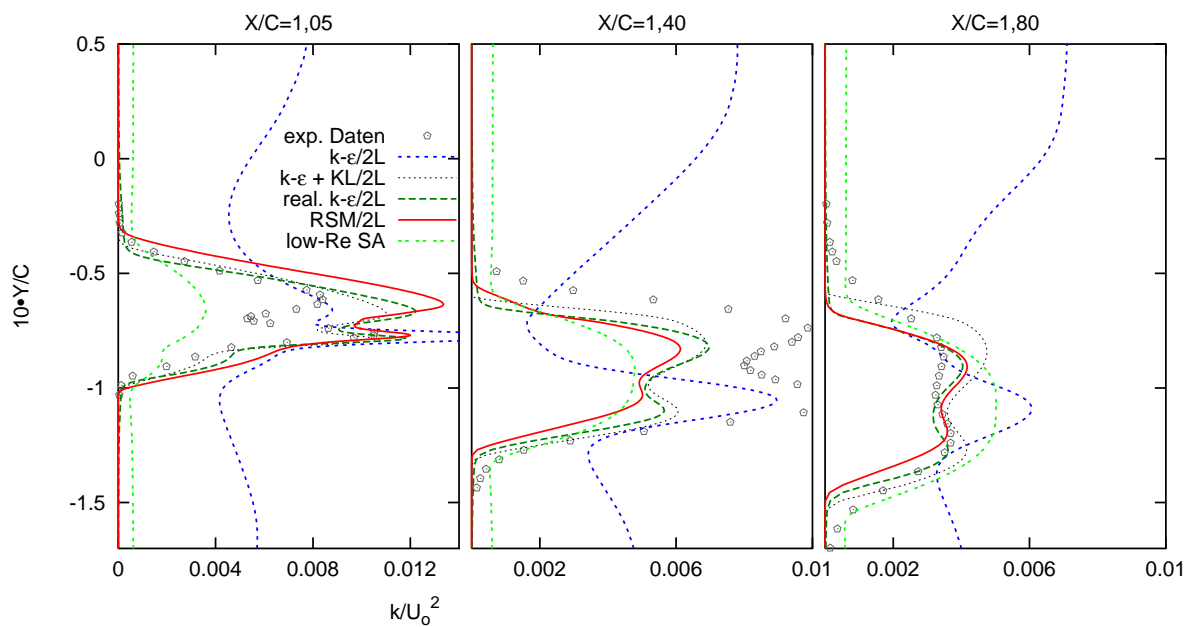 X/C=1,05 X/C=1,40 X/C=1,80
0.5
0
-0.5
-1
-1.5
10•Y/C
exp. Daten
k-ε/2L
k-ε + KL/2L
real. k-ε/2L
RSM/2L
low-Re SA
0 0.004 0.008 0.012 0.002 0.006 0.01 0.002 0.006 0.01
k/U₀²